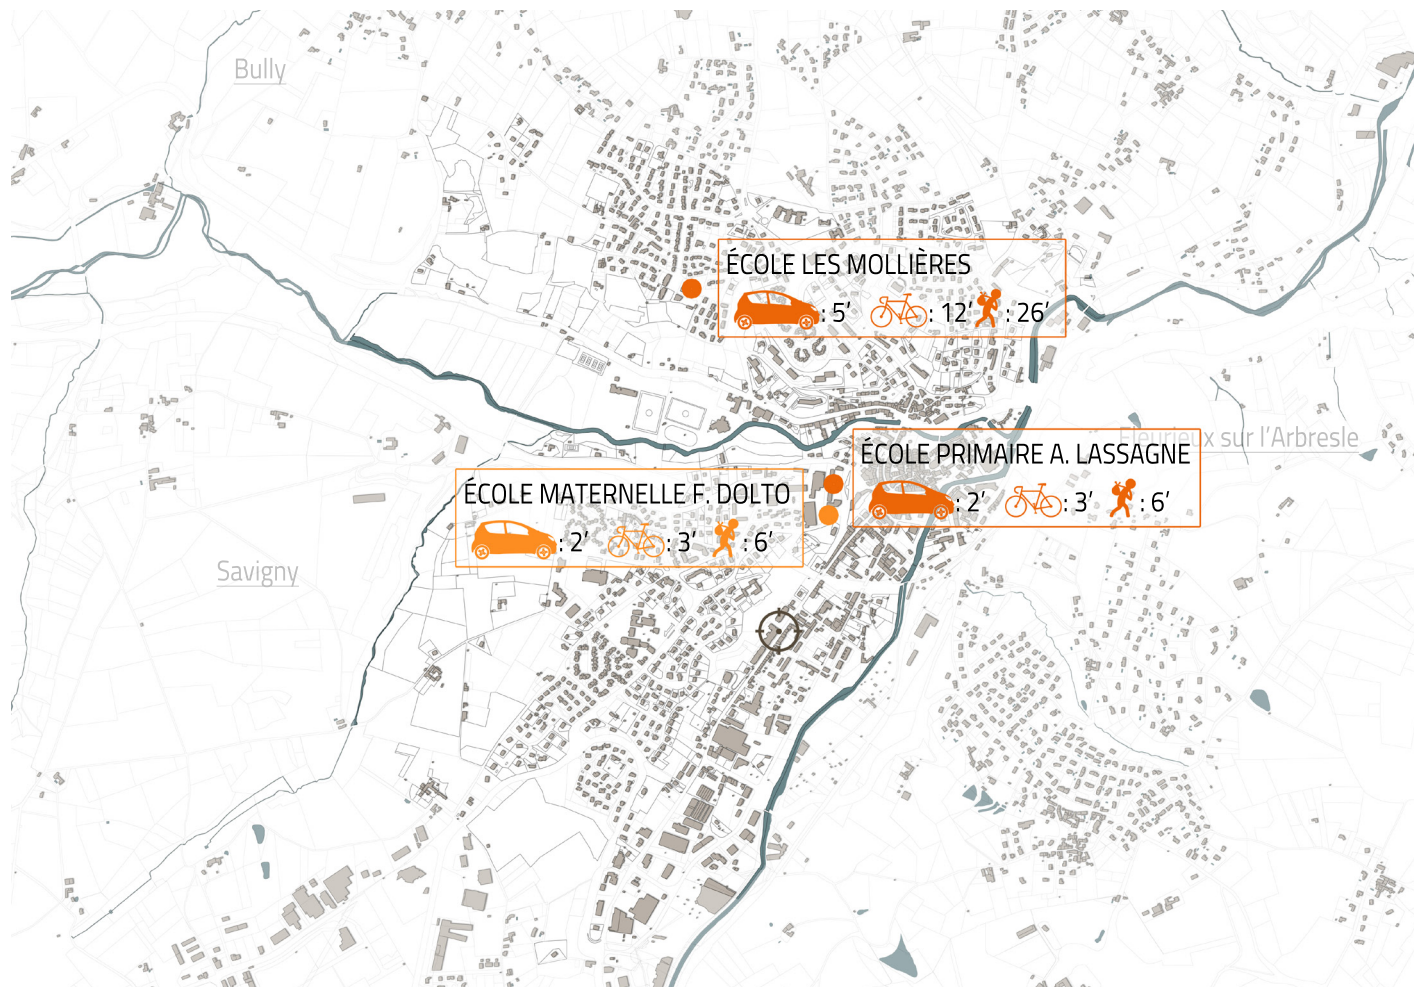 Bully
ÉCOLE LES MOLLIÈRES
: 5’ : 12’ : 26’
Fleurieux sur l’Arbresle
ÉCOLE PRIMAIRE A. LASSAGNE
: 2’ : 3’ : 6’
ÉCOLE MATERNELLE F. DOLTO
: 2’ : 3’ : 6’
Savigny